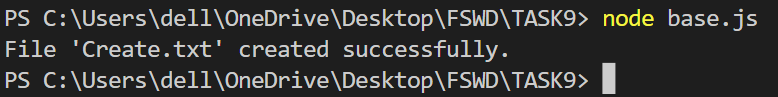 PS C:\Users\dell\OneDrive\Desktop\FSWD\TASK9> node base.js
File 'Create.txt' created successfully.
PS C:\Users\dell\OneDrive\Desktop\FSWD\TASK9>